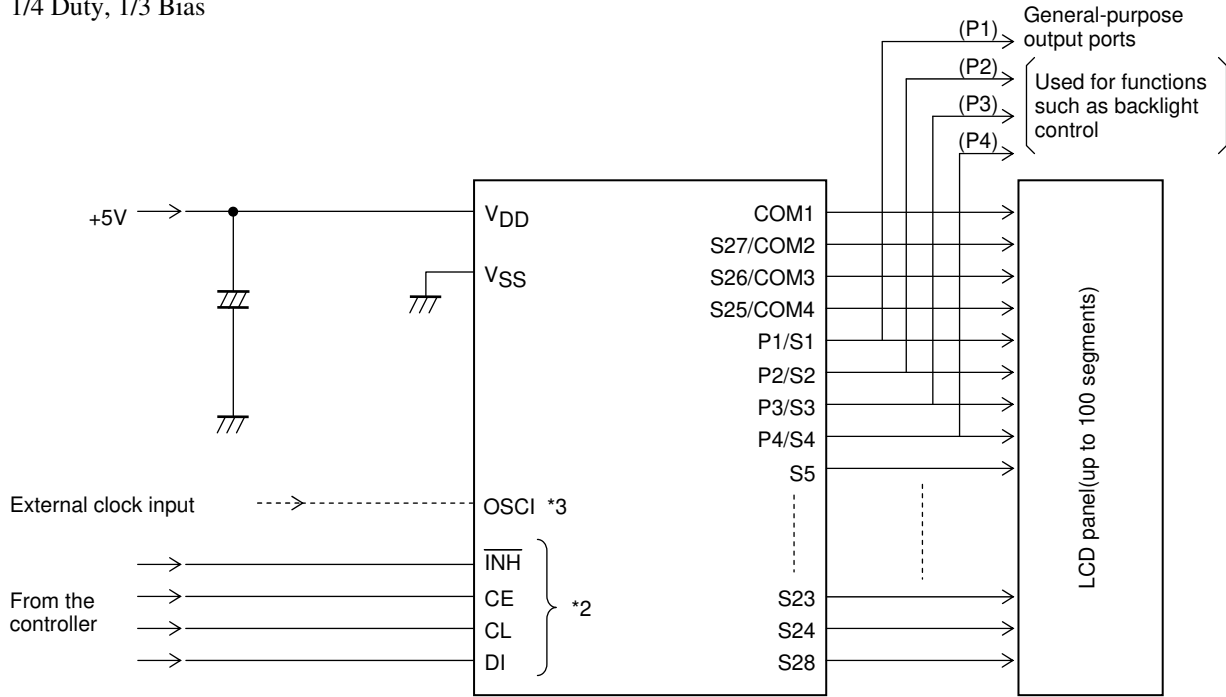 1/4 Duty, 1/3 Bias
General-purpose
output ports
(P1)
(P2)
(P3)
(P4)
Used for functions
such as backlight
control
+5V
VDD
VSS
COM1
S27/COM2
S26/COM3
S25/COM4
P1/S1
P2/S2
P3/S3
P4/S4
S5
External clock input
OSCI *3
INH
From the
controller
CE
CL
DI
*2
S23
S24
S28
LCD panel(up to 100 segments)